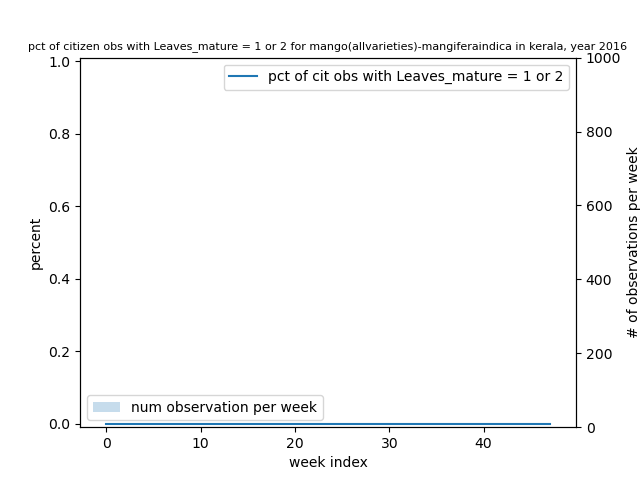 pct of citizen obs with Leaves_mature = 1 or 2 for mango(allvarieties)-mangiferaindica in kerala, year 2016
pct of cit obs with Leaves_mature = 1 or 2
1.0
0.8
0.6
0.4
0.2
0.0
percent
1000
800
600
400
200
0
# of observations per week
num observation per week
0 10 20 30 40
week index